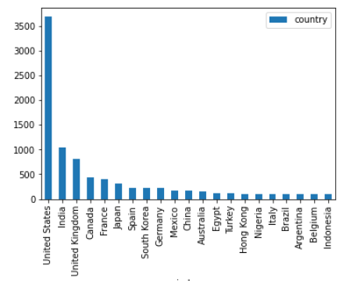 country
3500
3000
2500
2000
1500
1000
500
0
United States
India
United Kingdom
Canada
France
Japan
Spain
South Korea
Germany
Mexico
China
Australia
Egypt
Turkey
Hong Kong
Nigeria
Italy
Brazil
Argentina
Belgium
Indonesia